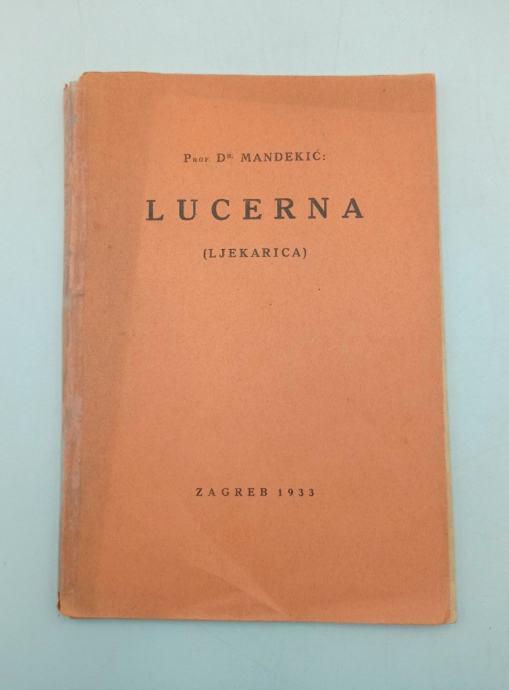 Prof. Dr. MANDEKIĆ:
LUCERNA
(LJEKARICA)
ZAGREB 1933